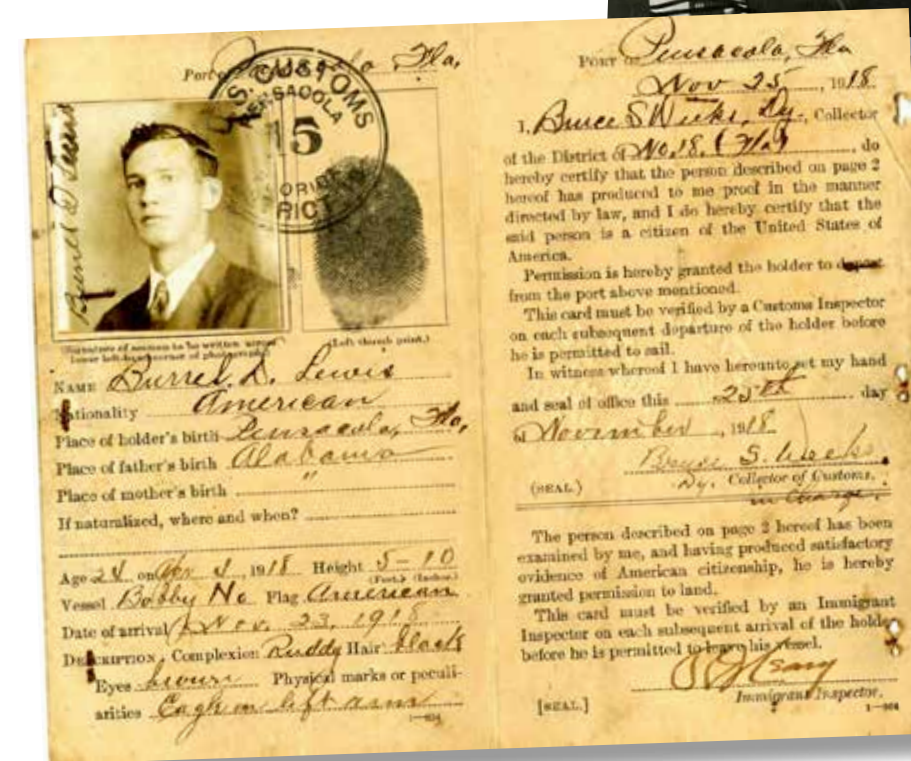 Port of Pensacola, Fla,
U.S. CUSTOMS
PENSACOLA
15
FLORIDA
DISTRICT
Burrel D Lewis
(Signature of seaman to be written across
lower left-hand corner of photograph)
(Left thumb print.)
NAME Burrel. D. Lewis
Nationality American
Place of holder's birth Pensacola, Fla,
Place of father's birth Alabama
Place of mother's birth "
If naturalized, where and when?
Age 24 on 4 1918 Height 5-10
(Feet.) (Inches.)
Vessel Bobby No Flag American
Date of arrival Nov. 23, 1918
DESCRIPTION, Complexion Ruddy Hair black
Eyes brown Physical marks or peculi-
arities Eagle on left arm
1—934
PORT OF Pensacola, Fla
Nov 25, 1918
I, Bruce S Weeks, Dy., Collector
of the District of No, 18. (Fla), do
hereby certify that the person described on page 2
hereof has produced to me proof in the manner
directed by law, and I do hereby certify that the
said person is a citizen of the United States of
America.
Permission is hereby granted the holder to depart
from the port above mentioned.
This card must be verified by a Customs Inspector
on each subsequent departure of the holder before
he is permitted to sail.
In witness whereof I have hereunto set my hand
and seal of office this 25th day
of November, 1918
Bruce S. Weeks,
(SEAL.) Dy. Collector of Customs.
in Charge.
The person described on page 2 hereof has been
examined by me, and having produced satisfactory
evidence of American citizenship, he is hereby
granted permission to land.
This card must be verified by an Immigrant
Inspector on each subsequent arrival of the holder
before he is permitted to leave his vessel.
[SEAL.] Immigrant Inspector.
1—934